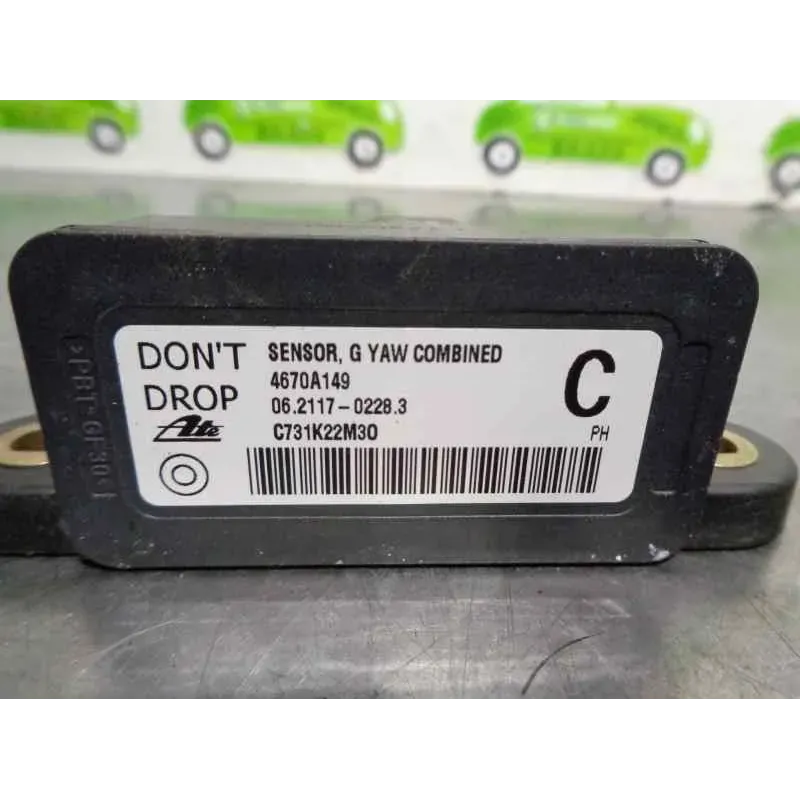 DON'T
DROP
Ate
SENSOR, G YAW COMBINED
4670A149
06.2117-0228.3
C731K22M30
C
PH
>PBT-GF30<